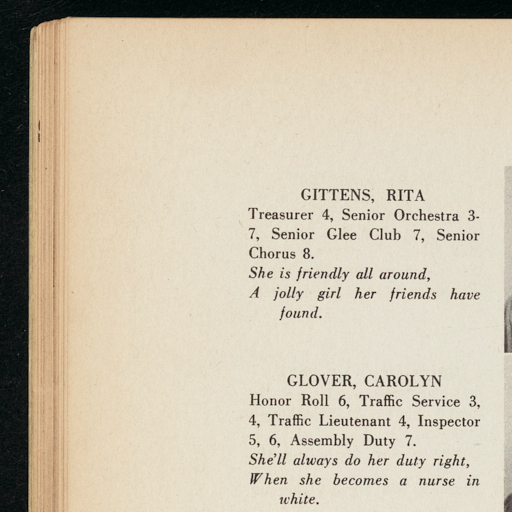 GITTENS, RITA
Treasurer 4, Senior Orchestra 3-
7, Senior Glee Club 7, Senior
Chorus 8.
She is friendly all around,
A jolly girl her friends have
found.
GLOVER, CAROLYN
Honor Roll 6, Traffic Service 3,
4, Traffic Lieutenant 4, Inspector
5, 6, Assembly Duty 7.
She'll always do her duty right,
When she becomes a nurse in
white.